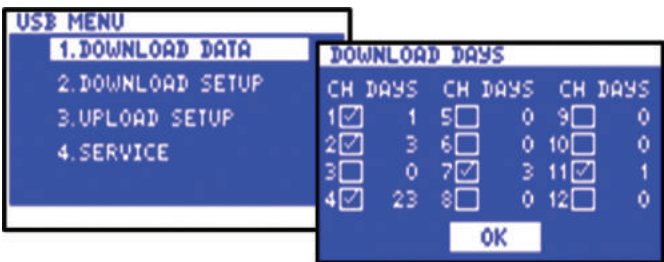 USB MENU
1.DOWNLOAD DATA
2.DOWNLOAD SETUP
3.UPLOAD SETUP
4.SERVICE
DOWNLOAD DAYS
CH DAYS CH DAYS CH DAYS
1 1 5 0 9 0
2 3 6 0 10 0
3 0 7 3 11 1
4 23 8 0 12 0
OK